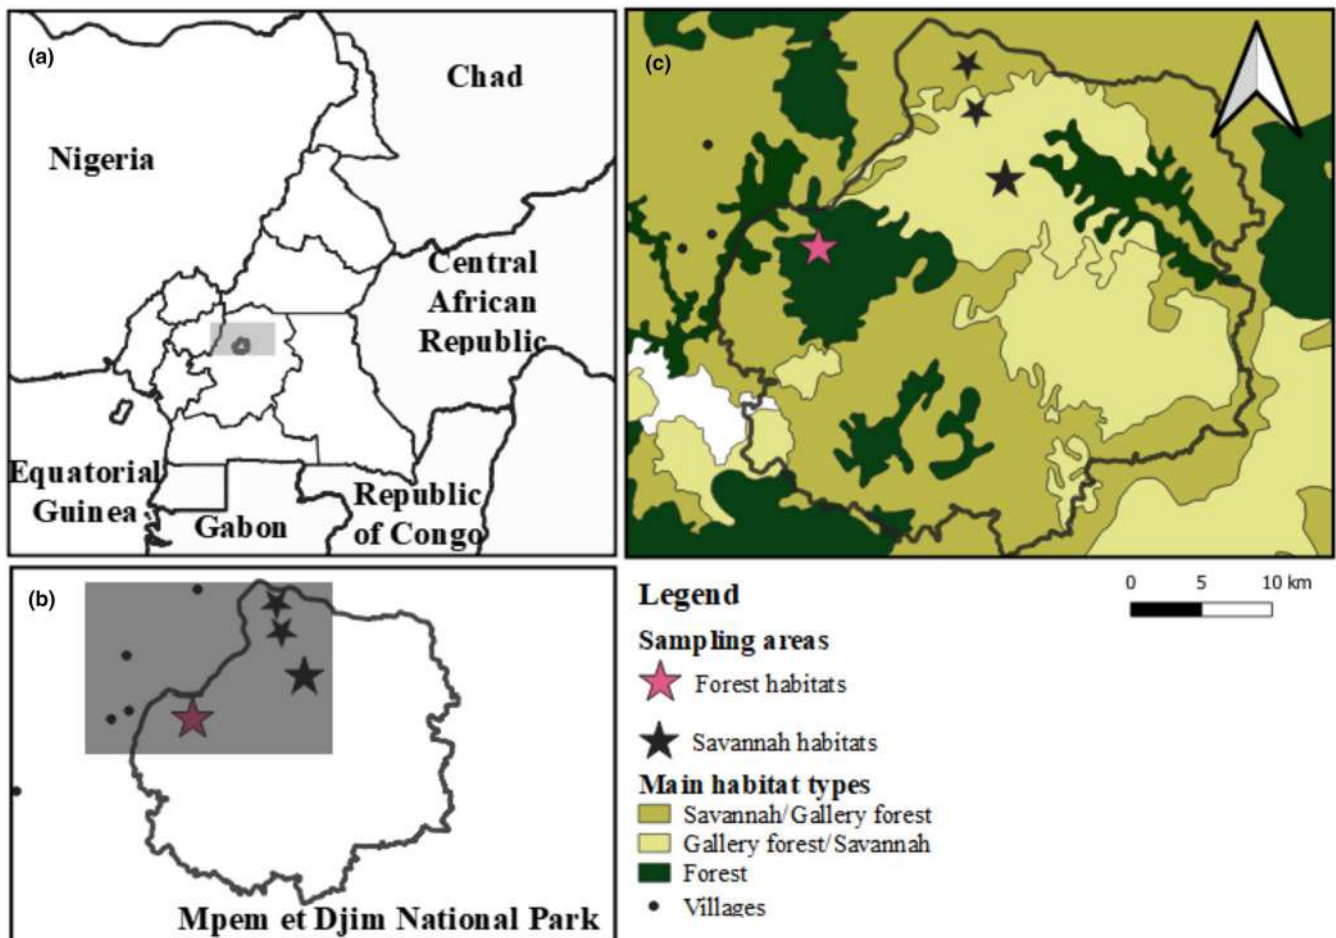 (a)
Chad
Nigeria
Central
African
Republic
Equatorial
Guinea
Gabon
Republic
of Congo
(b)
Mpem et Djim National Park
(c)
0 5 10 km
Legend
Sampling areas
Forest habitats
Savannah habitats
Main habitat types
Savannah/Gallery forest
Gallery forest/Savannah
Forest
Villages